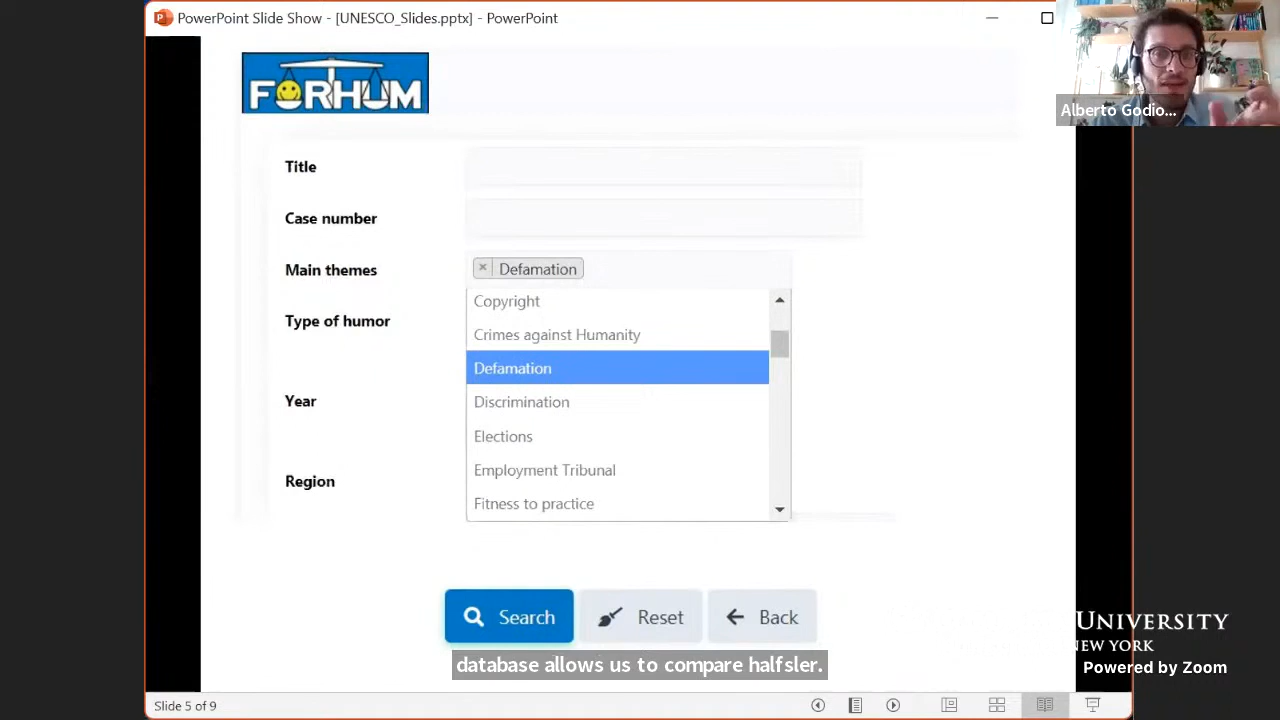 PowerPoint Slide Show - [UNESCO_Slides.pptx] - PowerPoint
Alberto Godio...
FORHUM
Title
Case number
Main themes
× Defamation
Copyright
Crimes against Humanity
Defamation
Discrimination
Elections
Employment Tribunal
Fitness to practice
Type of humor
Year
Region
Search
Reset
Back
database allows us to compare halfsler.
UNIVERSITY
NEW YORK
Powered by Zoom
Slide 5 of 9